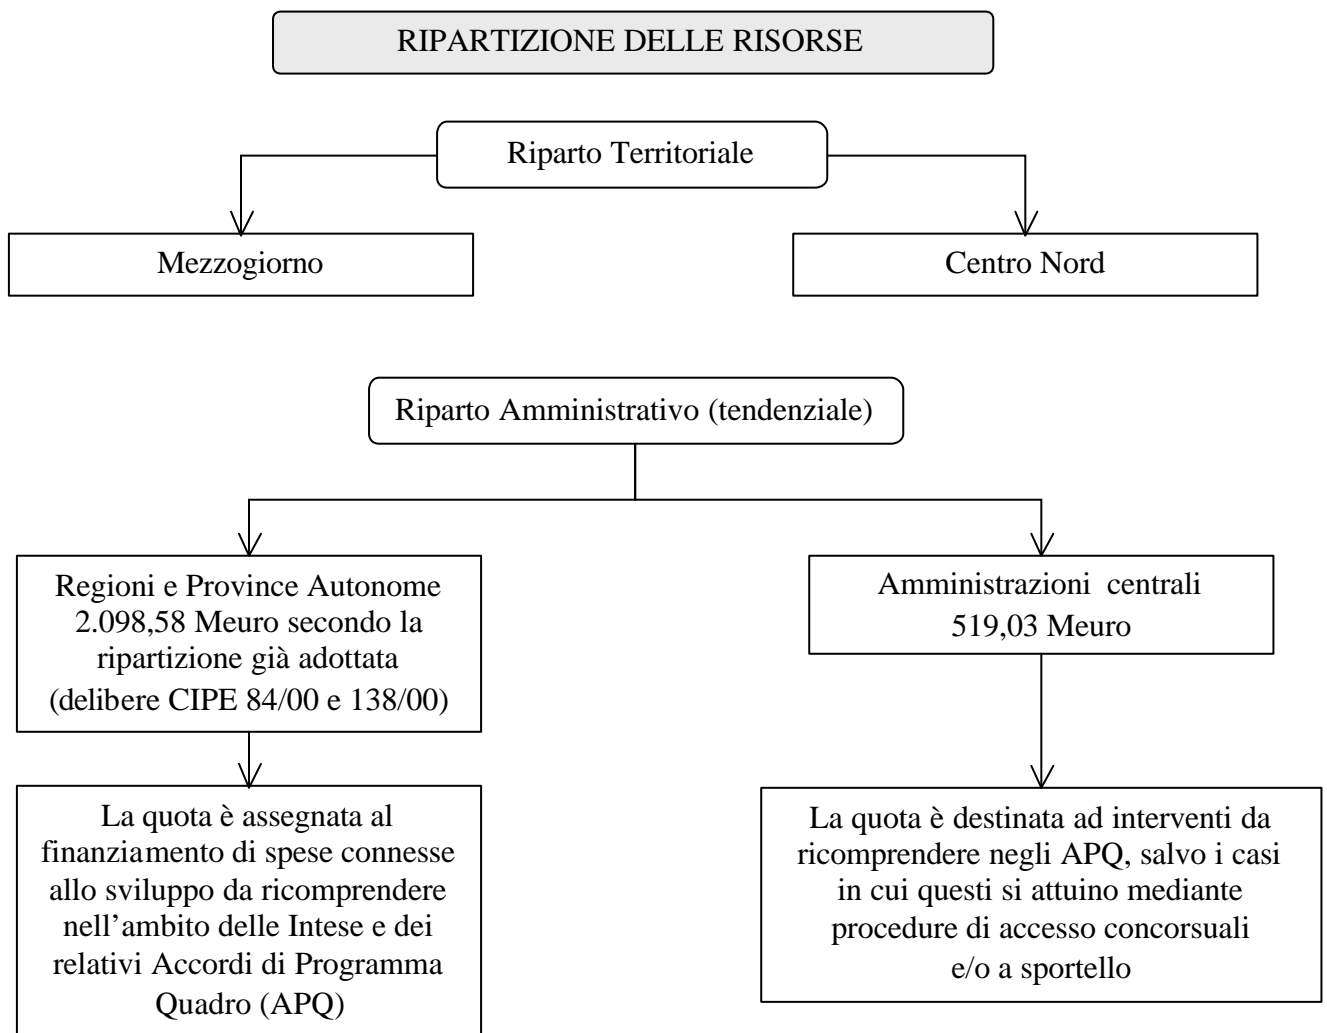 RIPARTIZIONE DELLE RISORSE
Riparto Territoriale
Mezzogiorno
Centro Nord
Riparto Amministrativo (tendenziale)
Regioni e Province Autonome
2.098,58 Meuro secondo la
ripartizione già adottata
(delibere CIPE 84/00 e 138/00)
Amministrazioni centrali
519,03 Meuro
La quota è assegnata al
finanziamento di spese connesse
allo sviluppo da ricomprendere
nell'ambito delle Intese e dei
relativi Accordi di Programma
Quadro (APQ)
La quota è destinata ad interventi da
ricomprendere negli APQ, salvo i casi
in cui questi si attuino mediante
procedure di accesso concorsuali
e/o a sportello